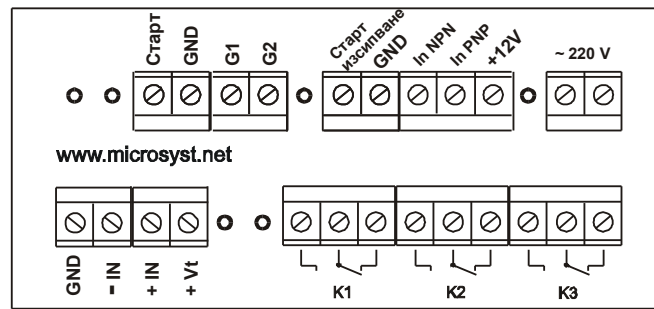 Старт
GND
G1
G2
Старт
изсипване
GND
In NPN
In PNP
+12V
~ 220 V
www.microsyst.net
GND
- IN
+ IN
+ Vt
K1
K2
K3